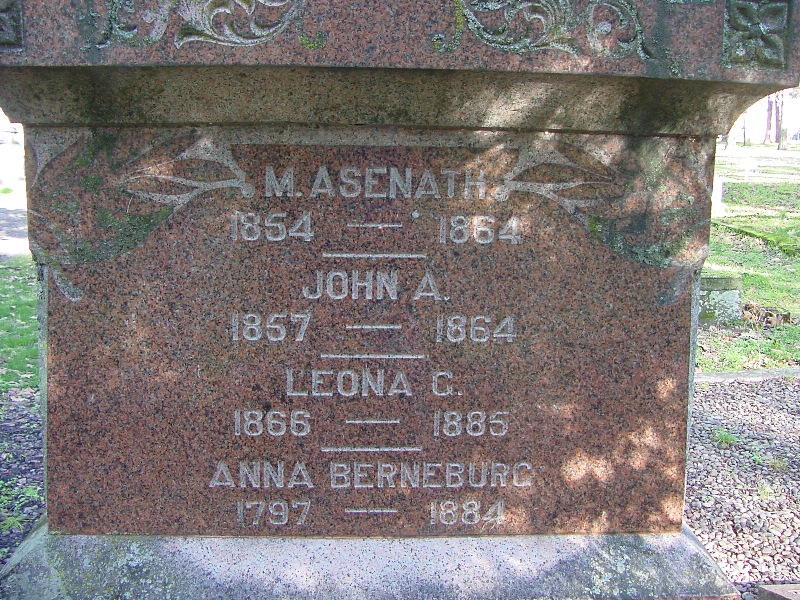 M. ASENATH
1854 — 1864
JOHN A.
1857 — 1864
LEONA C.
1866 — 1885
ANNA BERNEBURG
1797 — 1884